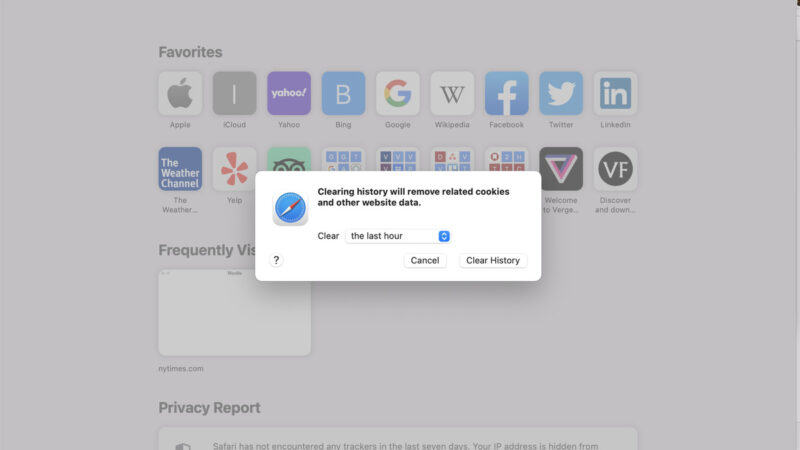 Favorites
I
yahoo!
B
G
W
f
in
Apple
iCloud
Yahoo
Bing
Google
Wikipedia
Facebook
Twitter
LinkedIn
The
Weather
Channel
VF
The
Weather...
Yelp
Welcome
to Verge...
Discover
and down...
Clearing history will remove related cookies
and other website data.
Clear the last hour
? Cancel Clear History
Frequently Vis
nytimes.com
Privacy Report
Safari has not encountered any trackers in the last seven days. Your IP address is hidden from